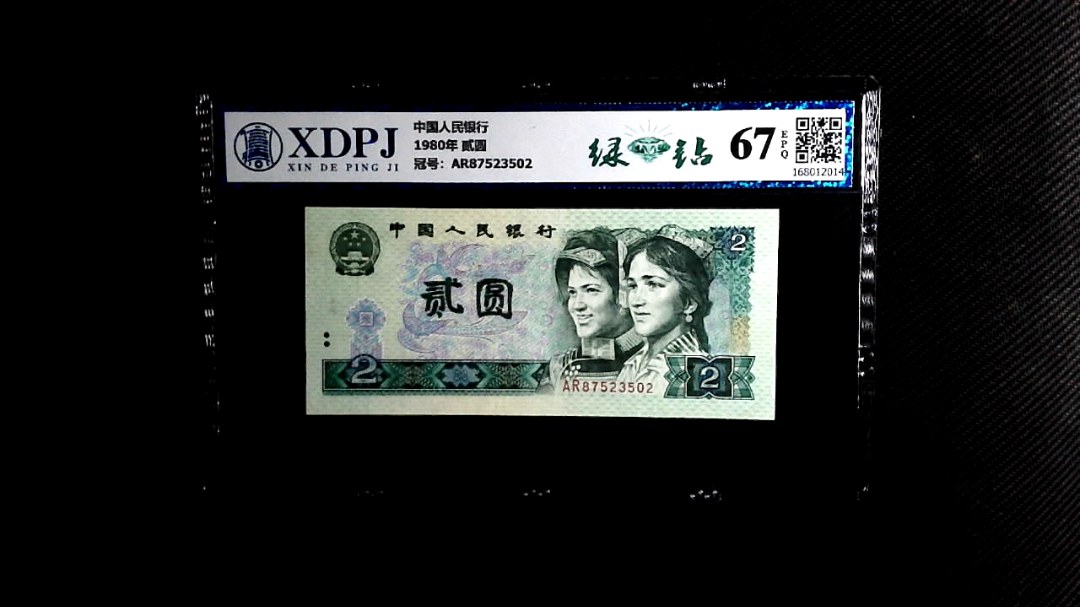 XDPJ
XIN DE PING JI
中国人民银行
1980年 贰圆
冠号：AR87523502
绿 钻
67
EPQ
168012014
中国人民银行
2
贰圆
2
AR87523502
2